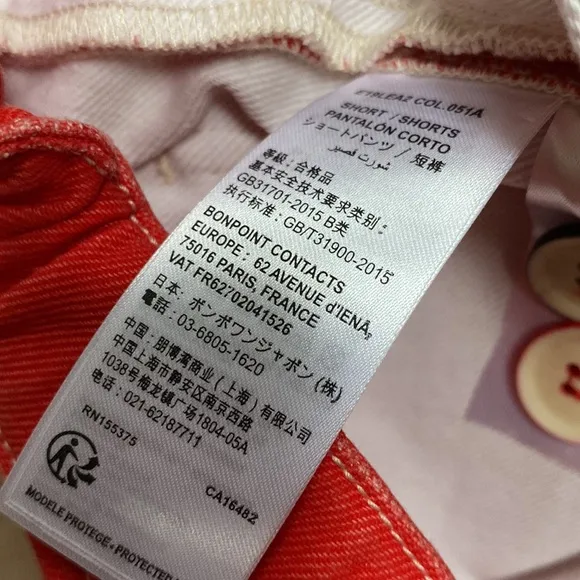 E19LEA2 COL.051A
SHORT / SHORTS
PANTALÓN CORTO
ショートパンツ / 短裤
شورت قصير
等级: 合格品
基本安全技术要求类别:
GB31701-2015 B类
执行标准: GB/T31900-2015
BONPOINT CONTACTS
EUROPE: 62 AVENUE d'IENA,
75016 PARIS, FRANCE
VAT FR62702041526
日本: ボンポワンジャポン (株)
電話: 03-6805-1620
中国: 朋博湾商业 (上海) 有限公司
中国上海市静安区南京西路
1038号梅龙镇广场1804-05A
电话: 021-62187711
RN155375
CA16482
MODELE PROTEGE - PROTECTED